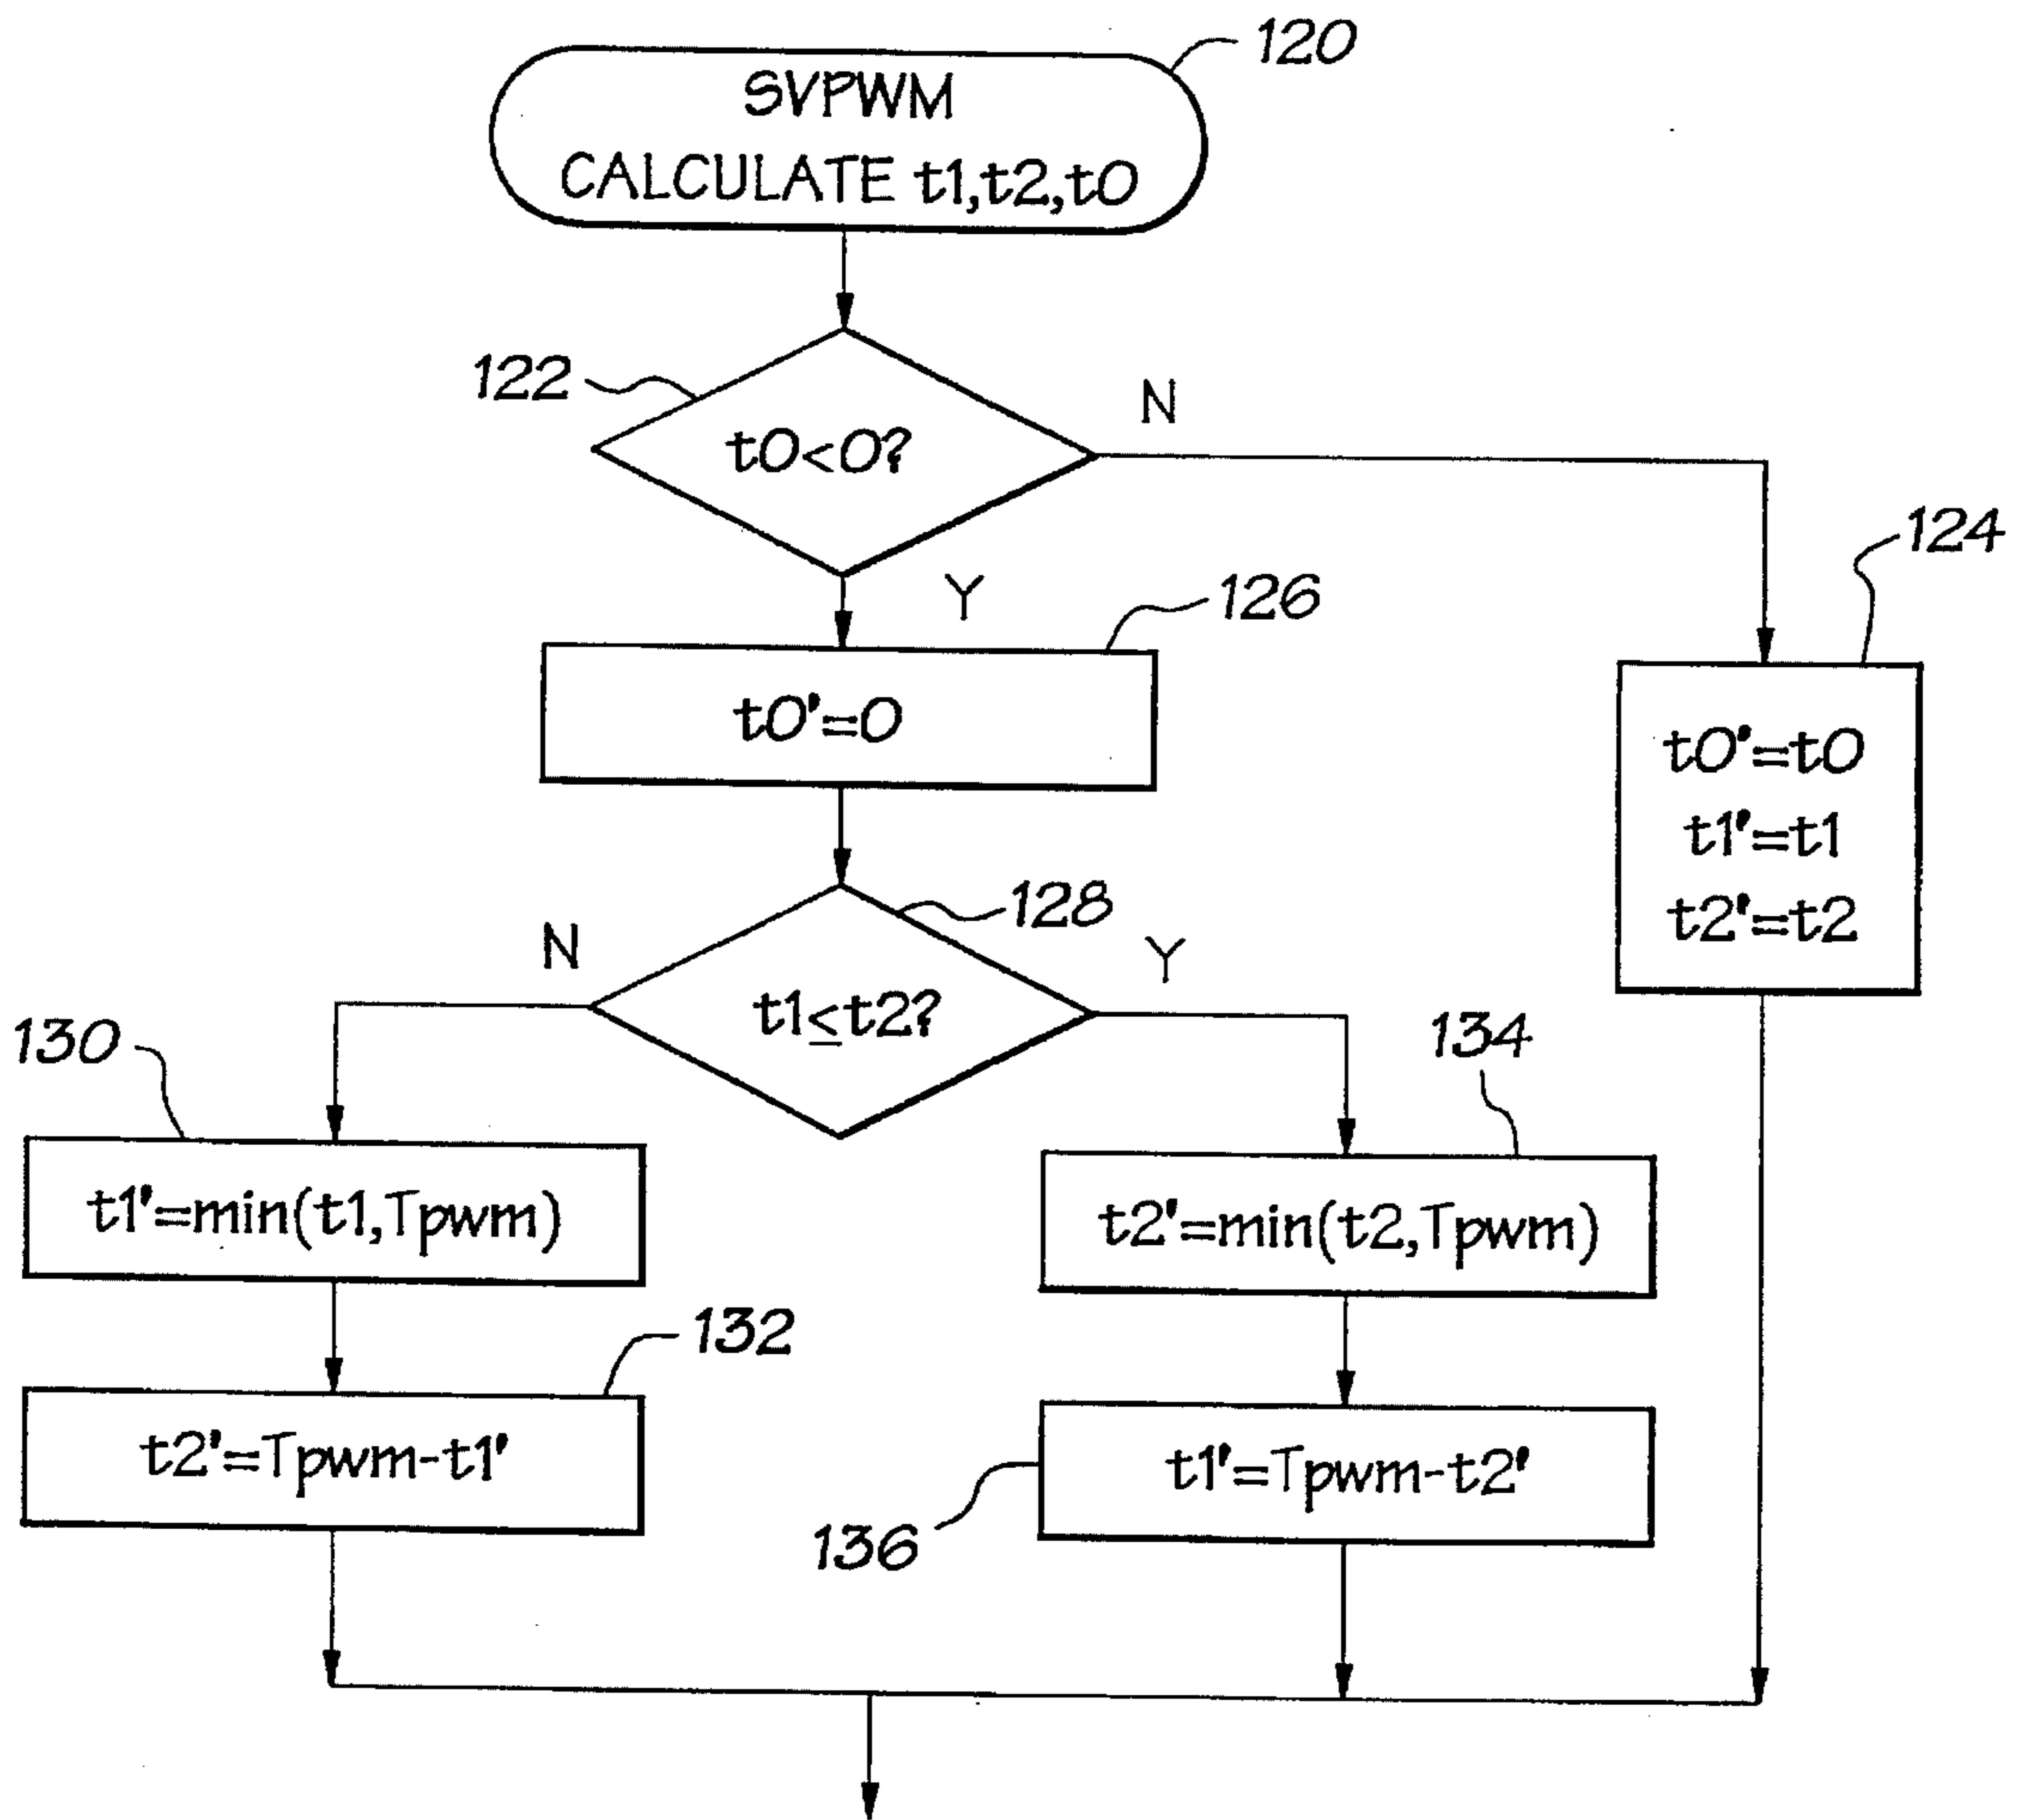 120
SVPWM
CALCULATE t1,t2,t0
122
N
t0<0?
124
Y
126
t0'=0
t0'=t0
t1'=t1
t2'=t2
128
N
Y
t1≤t2?
130
134
t1'=min(t1,Tpwm)
t2'=min(t2,Tpwm)
132
t2'=Tpwm-t1'
t1'=Tpwm-t2'
136